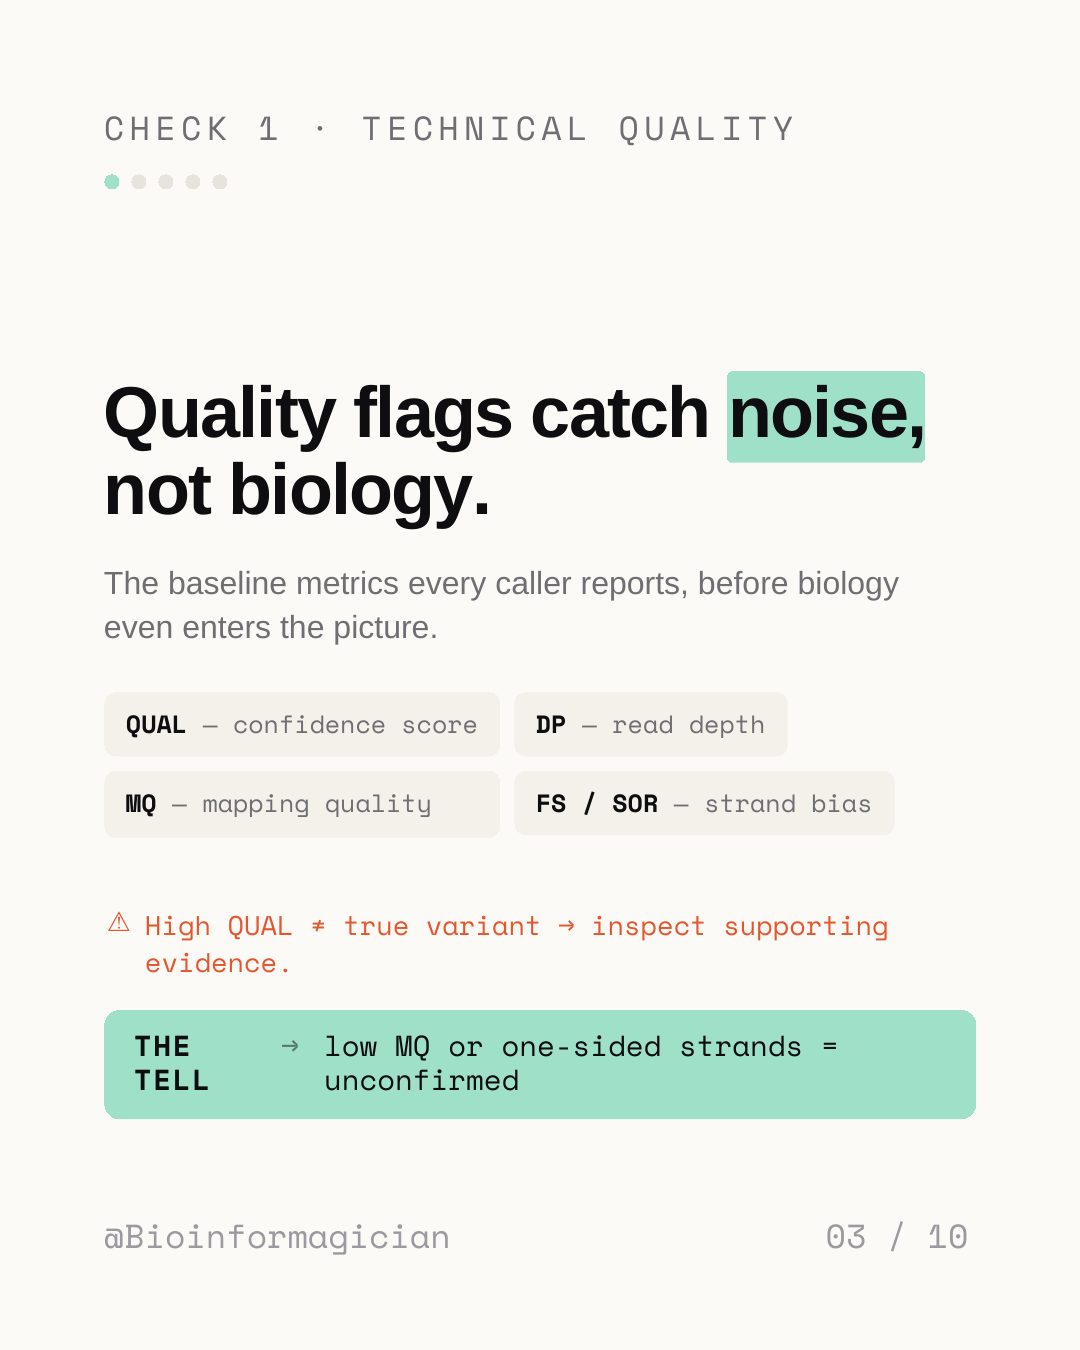 CHECK 1 · TECHNICAL QUALITY
Quality flags catch noise,
not biology.
The baseline metrics every caller reports, before biology
even enters the picture.
QUAL — confidence score
DP — read depth
MQ — mapping quality
FS / SOR — strand bias
⚠ High QUAL ≠ true variant → inspect supporting
evidence.
THE TELL → low MQ or one-sided strands =
unconfirmed
@Bioinformagician
03 / 10